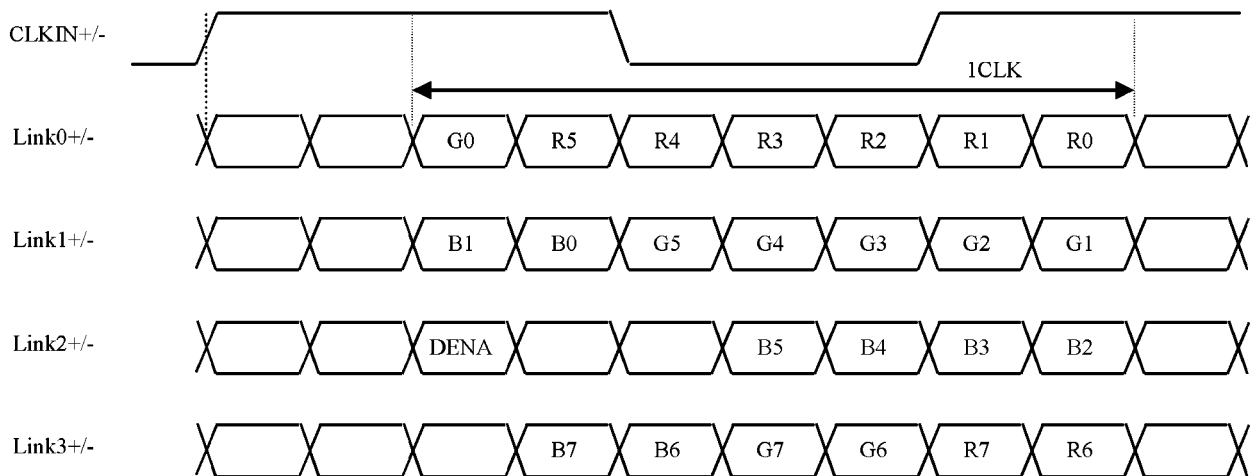 CLKIN+/-
1CLK
Link0+/- G0 R5 R4 R3 R2 R1 R0
Link1+/- B1 B0 G5 G4 G3 G2 G1
Link2+/- DENA B5 B4 B3 B2
Link3+/- B7 B6 G7 G6 R7 R6